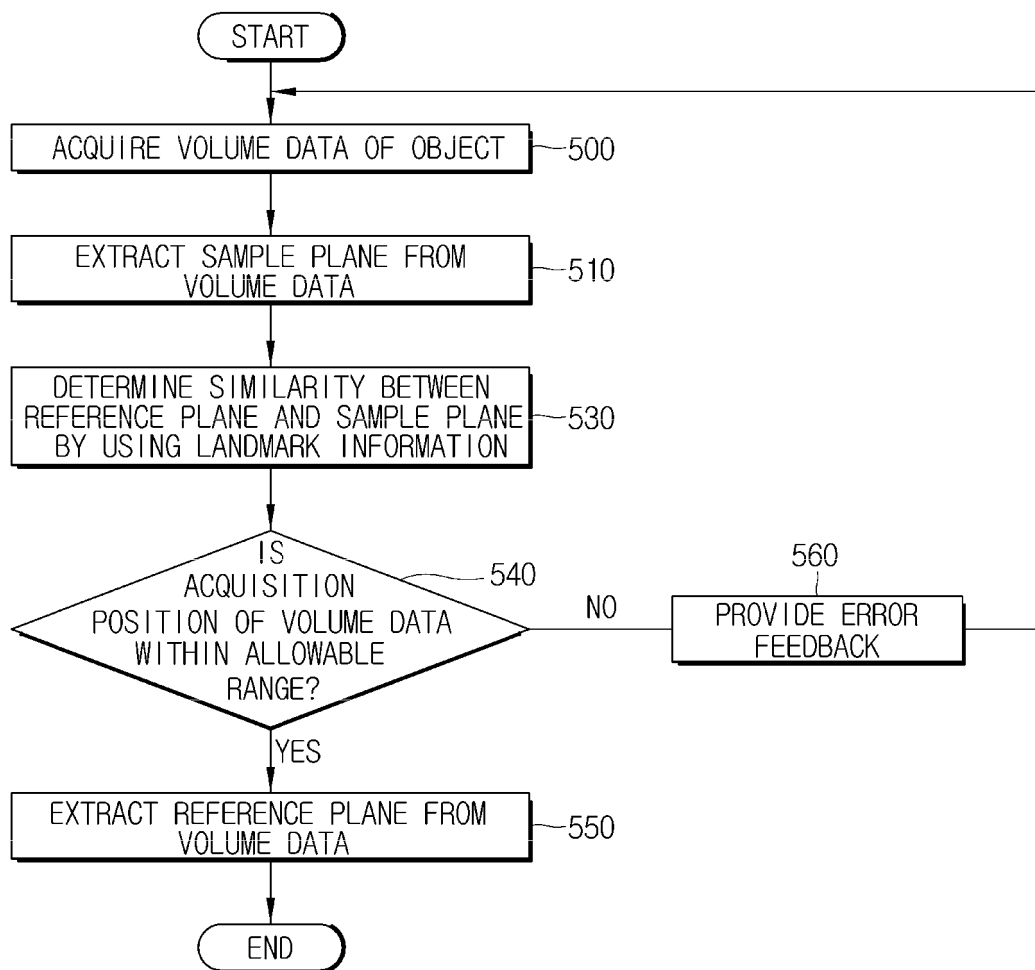 START
ACQUIRE VOLUME DATA OF OBJECT
500
EXTRACT SAMPLE PLANE FROM
VOLUME DATA
510
DETERMINE SIMILARITY BETWEEN
REFERENCE PLANE AND SAMPLE PLANE
BY USING LANDMARK INFORMATION
530
IS
ACQUISITION
POSITION OF VOLUME DATA
WITHIN ALLOWABLE
RANGE?
540
NO
560
PROVIDE ERROR
FEEDBACK
YES
EXTRACT REFERENCE PLANE FROM
VOLUME DATA
550
END